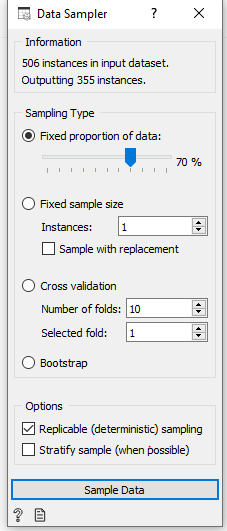 Data Sampler ? ×
Information
506 instances in input dataset.
Outputting 355 instances.
Sampling Type
Fixed proportion of data:
70 %
Fixed sample size
Instances: 1
Sample with replacement
Cross validation
Number of folds: 10
Selected fold: 1
Bootstrap
Options
Replicable (deterministic) sampling
Stratify sample (when possible)
Sample Data
?